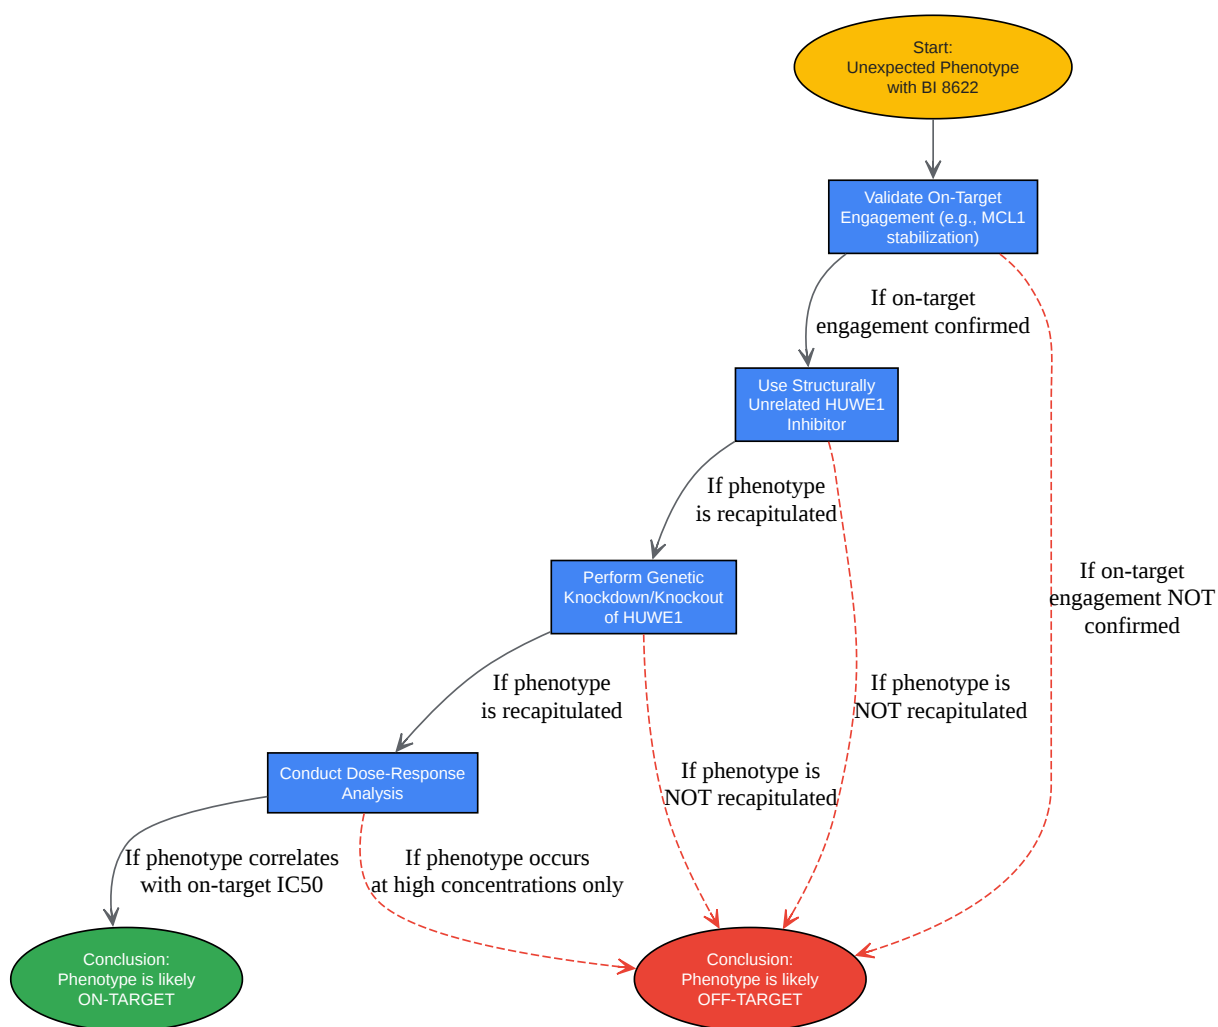 Start:
Unexpected Phenotype
with BI 8622
Validate On-Target
Engagement (e.g., MCL1
stabilization)
If on-target
engagement confirmed
Use Structurally
Unrelated HUWE1
Inhibitor
If phenotype
is recapitulated
Perform Genetic
Knockdown/Knockout
of HUWE1
If on-target
engagement NOT
confirmed
If phenotype
is recapitulated
If phenotype is
NOT recapitulated
Conduct Dose-Response
Analysis
If phenotype is
NOT recapitulated
If phenotype correlates
with on-target IC50
If phenotype occurs
at high concentrations only
Conclusion:
Phenotype is likely
ON-TARGET
Conclusion:
Phenotype is likely
OFF-TARGET